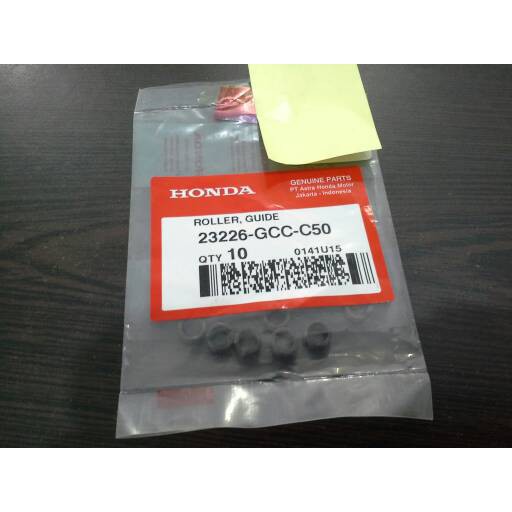 HONDA
GENUINE PARTS
PT Astra Honda Motor
Jakarta - Indonesia
ROLLER, GUIDE
23226-GCC-C50
QTY 10 0141U15